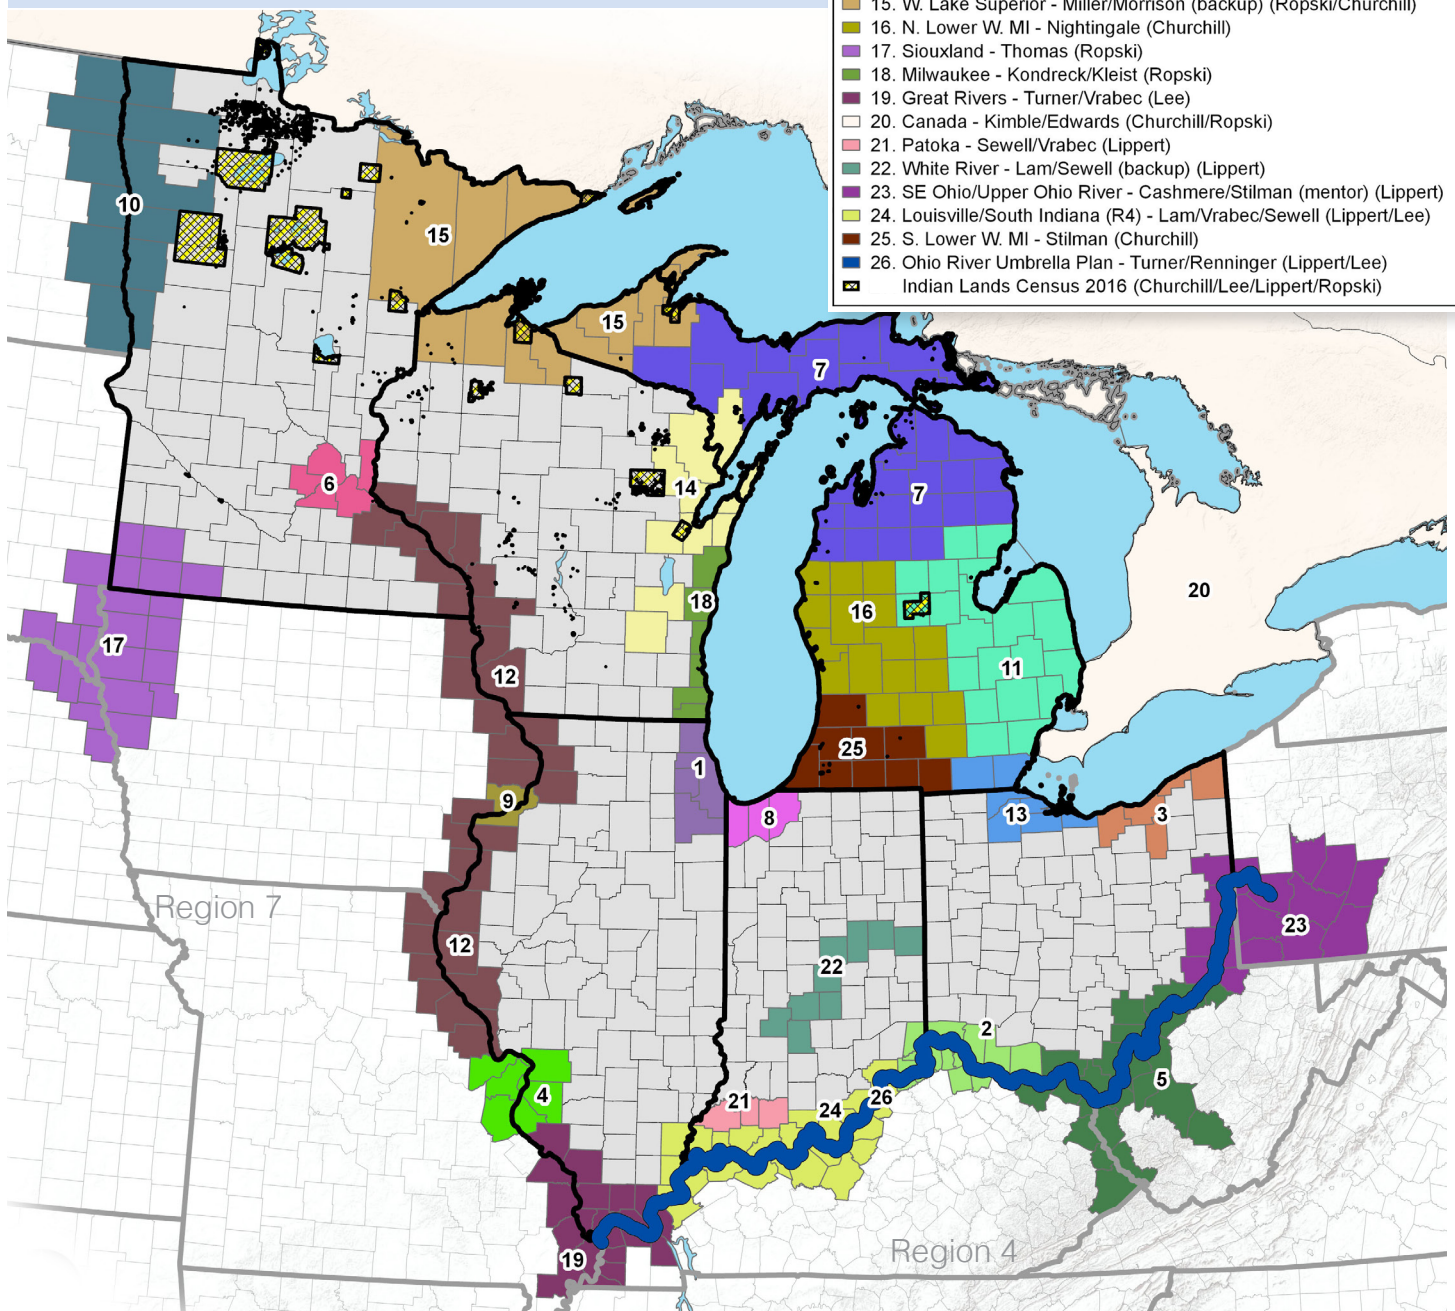 15. W. Lake Superior - Miller/Morrison (backup) (Ropski/Churchill)
16. N. Lower W. MI - Nightingale (Churchill)
17. Siouxland - Thomas (Ropski)
18. Milwaukee - Kondreck/Kleist (Ropski)
19. Great Rivers - Turner/Vrabec (Lee)
20. Canada - Kimble/Edwards (Churchill/Ropski)
21. Patoka - Sewell/Vrabec (Lippert)
22. White River - Lam/Sewell (backup) (Lippert)
23. SE Ohio/Upper Ohio River - Cashmere/Stilman (mentor) (Lippert)
24. Louisville/South Indiana (R4) - Lam/Vrabec/Sewell (Lippert/Lee)
25. S. Lower W. MI - Stilman (Churchill)
26. Ohio River Umbrella Plan - Turner/Renninger (Lippert/Lee)
Indian Lands Census 2016 (Churchill/Lee/Lippert/Ropski)
10
15
15
7
6
14
7
20
16
18
17
12
11
25
1
9
8
13
3
Region 7
12
23
22
2
4
21
24
26
5
19
Region 4